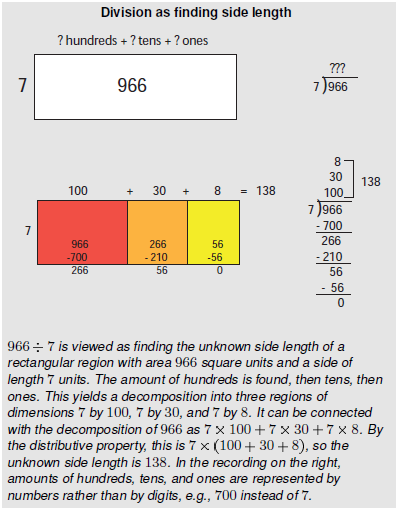 Division as finding side length
? hundreds + ? tens + ? ones
7
966
???
7 ) 966
100 + 30 + 8 = 138
7
966
-700
266
266
- 210
56
56
-56
0
8
30
100
138
7 ) 966
- 700
266
- 210
56
- 56
0
966 ÷ 7 is viewed as finding the unknown side length of a
rectangular region with area 966 square units and a side of
length 7 units. The amount of hundreds is found, then tens, then
ones. This yields a decomposition into three regions of
dimensions 7 by 100, 7 by 30, and 7 by 8. It can be connected
with the decomposition of 966 as 7 × 100 + 7 × 30 + 7 × 8. By
the distributive property, this is 7 × (100 + 30 + 8), so the
unknown side length is 138. In the recording on the right,
amounts of hundreds, tens, and ones are represented by
numbers rather than by digits, e.g., 700 instead of 7.